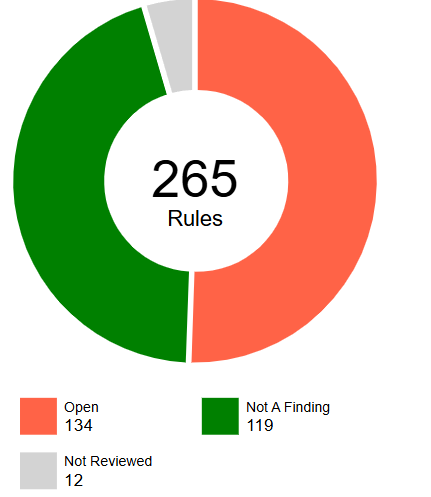 265
Rules
Open
134
Not A Finding
119
Not Reviewed
12